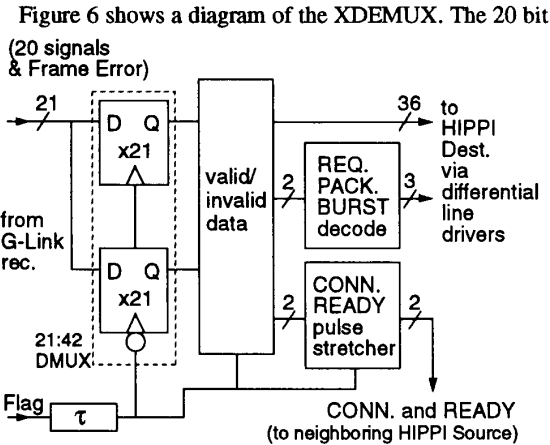 Figure 6 shows a diagram of the XDEMUX. The 20 bit
(20 signals
& Frame Error)
21
D Q
x21
from
G-Link
rec.
D Q
x21
21:42
DMUX
Flag
τ
valid/
invalid
data
36
to
HIPPI
Dest.
via
differential
line
drivers
2
REQ.
PACK.
BURST
decode
3
2
CONN.
READY
pulse
stretcher
2
CONN. and READY
(to neighboring HIPPI Source)